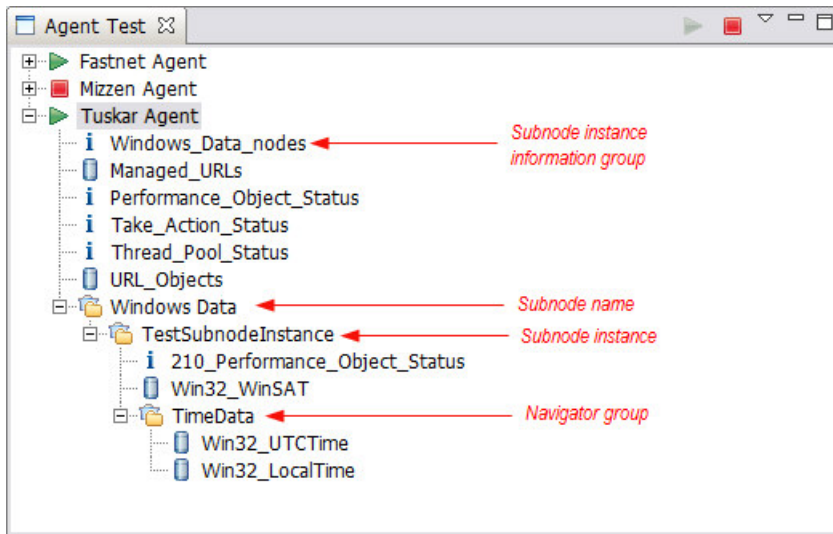 Agent Test
Fastnet Agent
Mizzen Agent
Tuskar Agent
Windows_Data_nodes
Subnode instance
information group
Managed_URLs
Performance_Object_Status
Take_Action_Status
Thread_Pool_Status
URL_Objects
Windows Data
Subnode name
TestSubnodeInstance
Subnode instance
210_Performance_Object_Status
Win32_WinSAT
TimeData
Navigator group
Win32_UTCTime
Win32_LocalTime